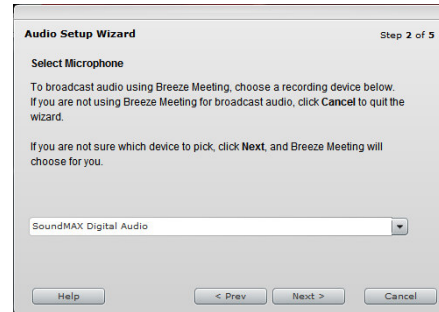 Audio Setup Wizard
Step 2 of 5
Select Microphone
To broadcast audio using Breeze Meeting, choose a recording device below.
If you are not using Breeze Meeting for broadcast audio, click Cancel to quit the
wizard.
If you are not sure which device to pick, click Next, and Breeze Meeting will
choose for you.
SoundMAX Digital Audio
Help
< Prev
Next >
Cancel